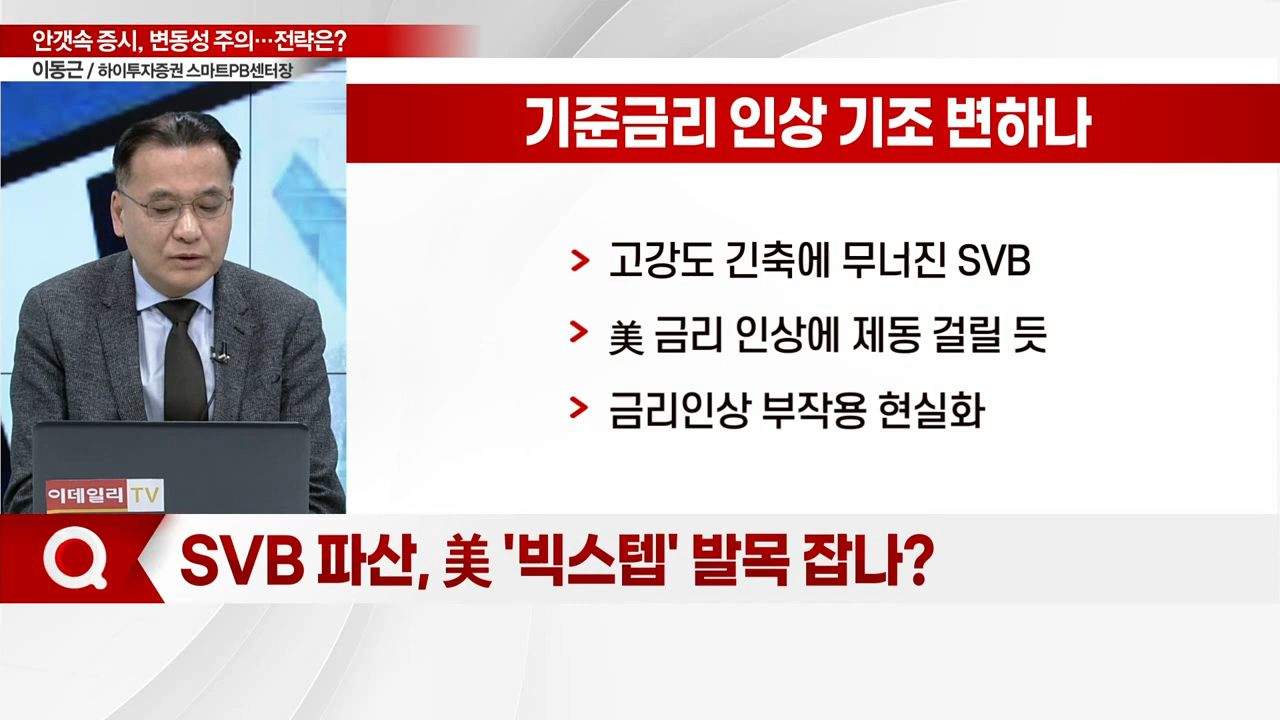 안갯속 증시, 변동성 주의…전략은?
이동근 / 하이투자증권 스마트PB센터장
기준금리 인상 기조 변하나
> 고강도 긴축에 무너진 SVB
> 美 금리 인상에 제동 걸릴 듯
> 금리인상 부작용 현실화
이데일리 TV
Q SVB 파산, 美 '빅스텝' 발목 잡나?